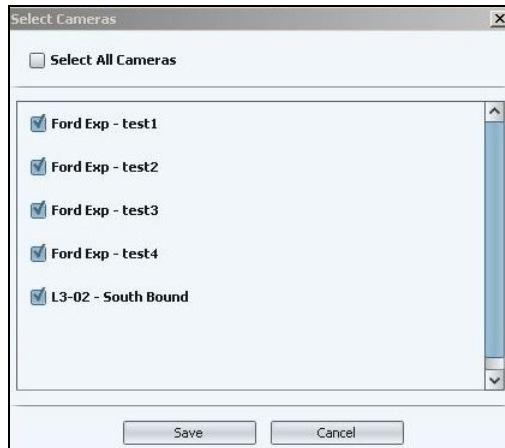 Select Cameras
Select All Cameras
Ford Exp - test1
Ford Exp - test2
Ford Exp - test3
Ford Exp - test4
L3-02 - South Bound
Save Cancel